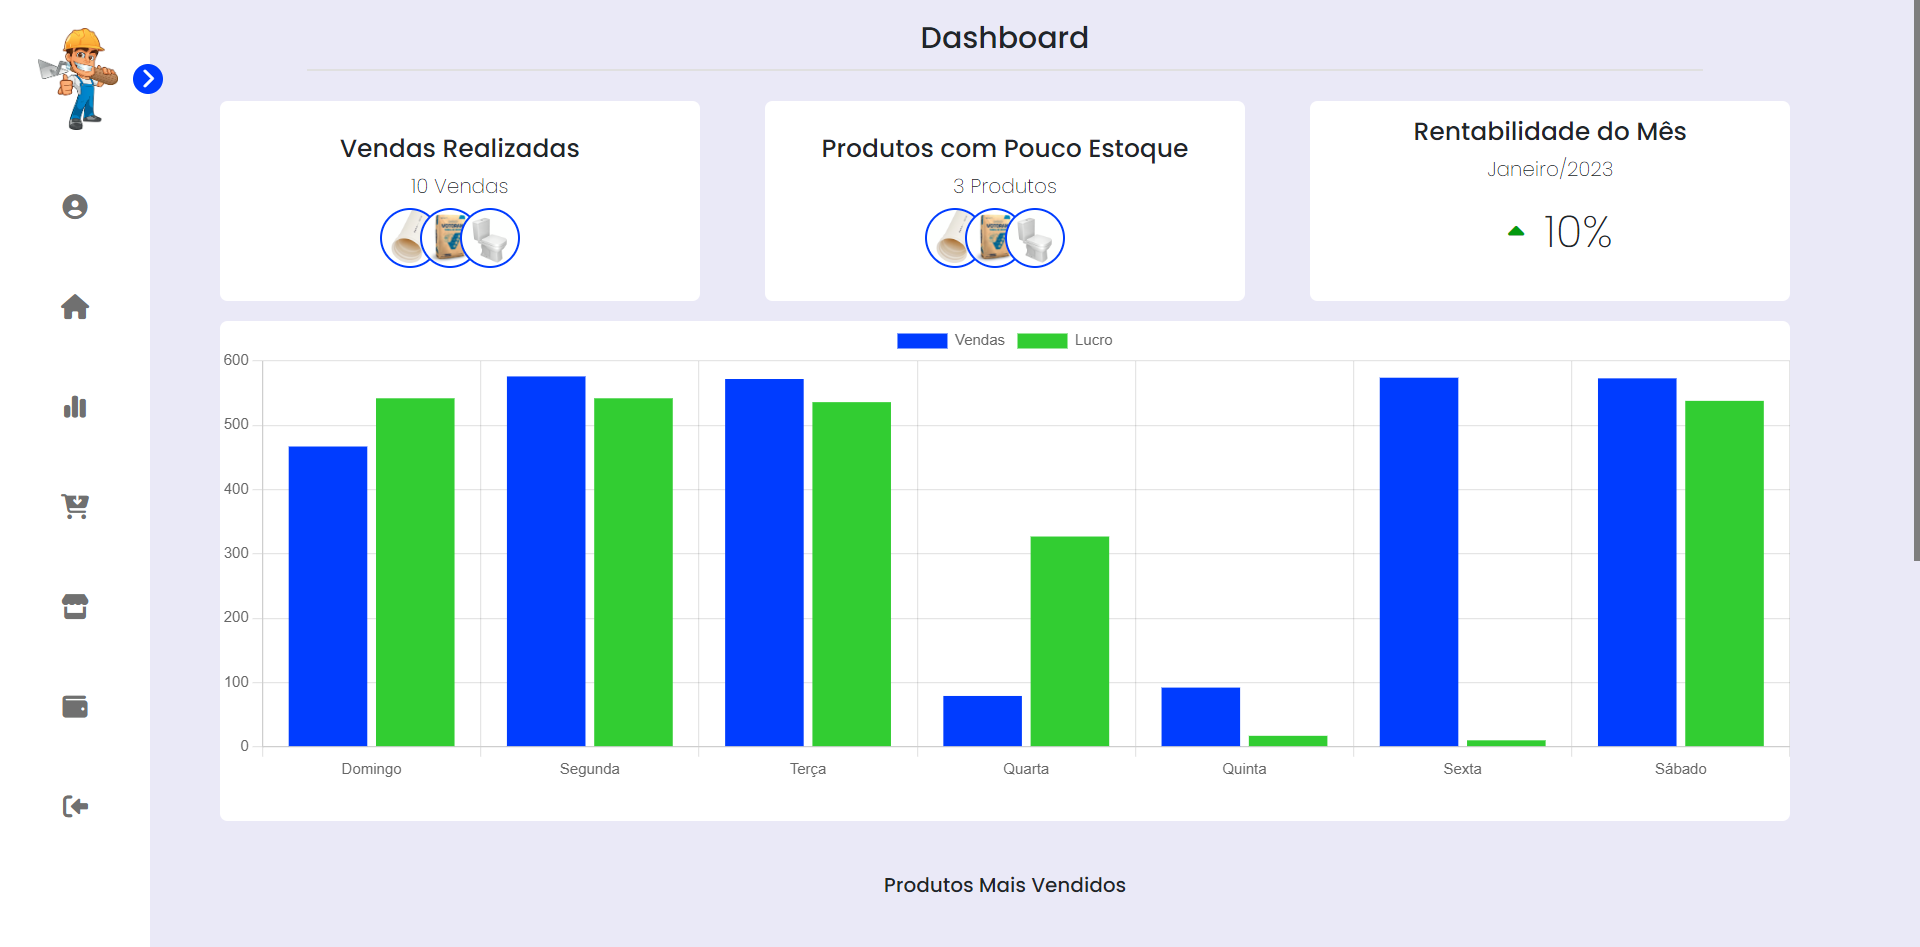 Dashboard
Vendas Realizadas
10 Vendas
Produtos com Pouco Estoque
3 Produtos
Rentabilidade do Mês
Janeiro/2023
10%
Vendas Lucro
600
500
400
300
200
100
0
Domingo Segunda Terça Quarta Quinta Sexta Sábado
Produtos Mais Vendidos